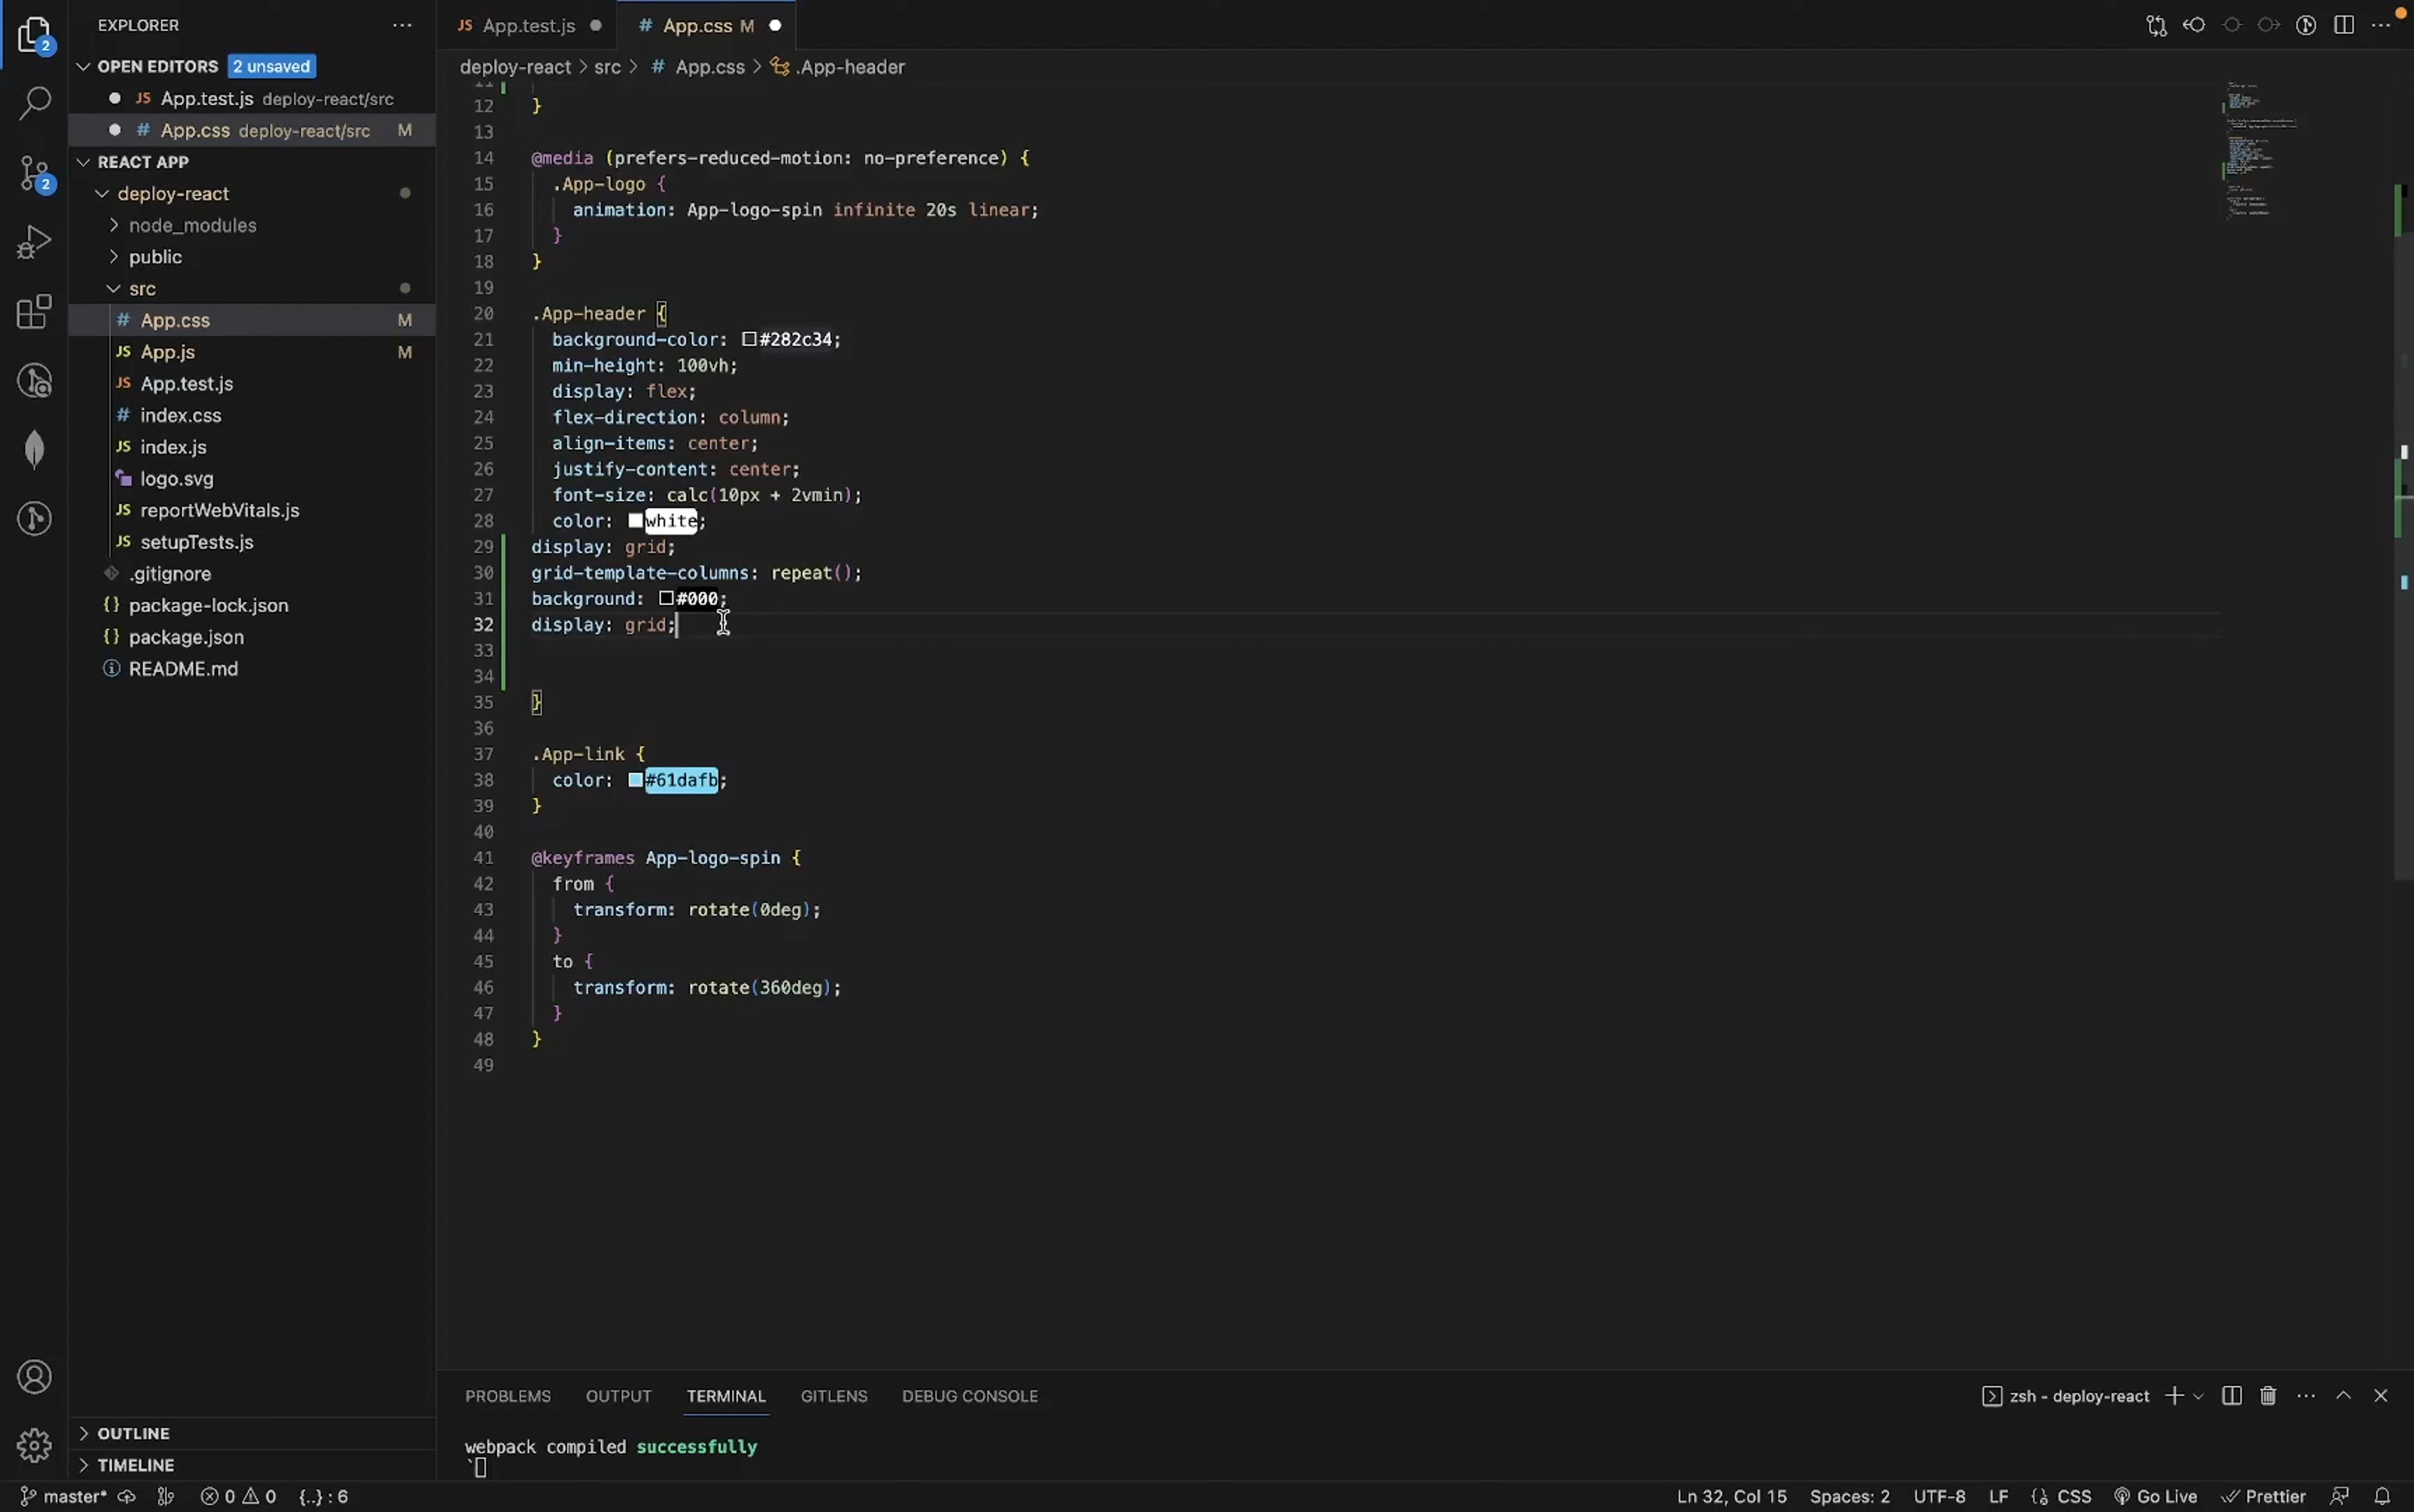 EXPLORER
OPEN EDITORS 2 unsaved
App.test.js deploy-react/src
App.css deploy-react/src M
REACT APP
deploy-react
node_modules
public
src
App.css M
App.js M
App.test.js
index.css
index.js
logo.svg
reportWebVitals.js
setupTests.js
.gitignore
package-lock.json
package.json
README.md
OUTLINE
TIMELINE
2
2
JS App.test.js
# App.css M
deploy-react > src > # App.css > .App-header
12 }
13
14 @media (prefers-reduced-motion: no-preference) {
15 .App-logo {
16 animation: App-logo-spin infinite 20s linear;
17 }
18 }
19
20 .App-header {
21 background-color: #282c34;
22 min-height: 100vh;
23 display: flex;
24 flex-direction: column;
25 align-items: center;
26 justify-content: center;
27 font-size: calc(10px + 2vmin);
28 color: white;
29 display: grid;
30 grid-template-columns: repeat();
31 background: #000;
32 display: grid;
33
34
35 }
36
37 .App-link {
38 color: #61dafb;
39 }
40
41 @keyframes App-logo-spin {
42 from {
43 transform: rotate(0deg);
44 }
45 to {
46 transform: rotate(360deg);
47 }
48 }
49
PROBLEMS OUTPUT TERMINAL GITLENS DEBUG CONSOLE
zsh - deploy-react
webpack compiled successfully
`
master* 0 0 {..} : 6
Ln 32, Col 15 Spaces: 2 UTF-8 LF CSS Go Live Prettier